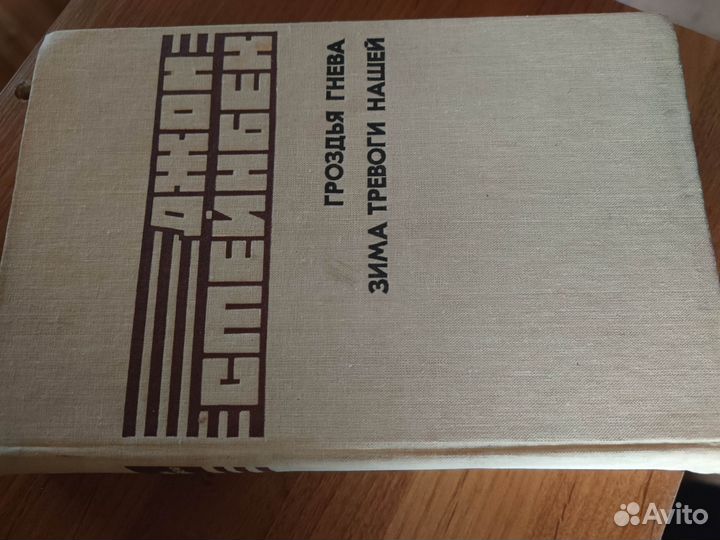 ДЖОН
СТЕЙНБЕК
ГРОЗДЬЯ ГНЕВА
ЗИМА ТРЕВОГИ НАШЕЙ
Avito